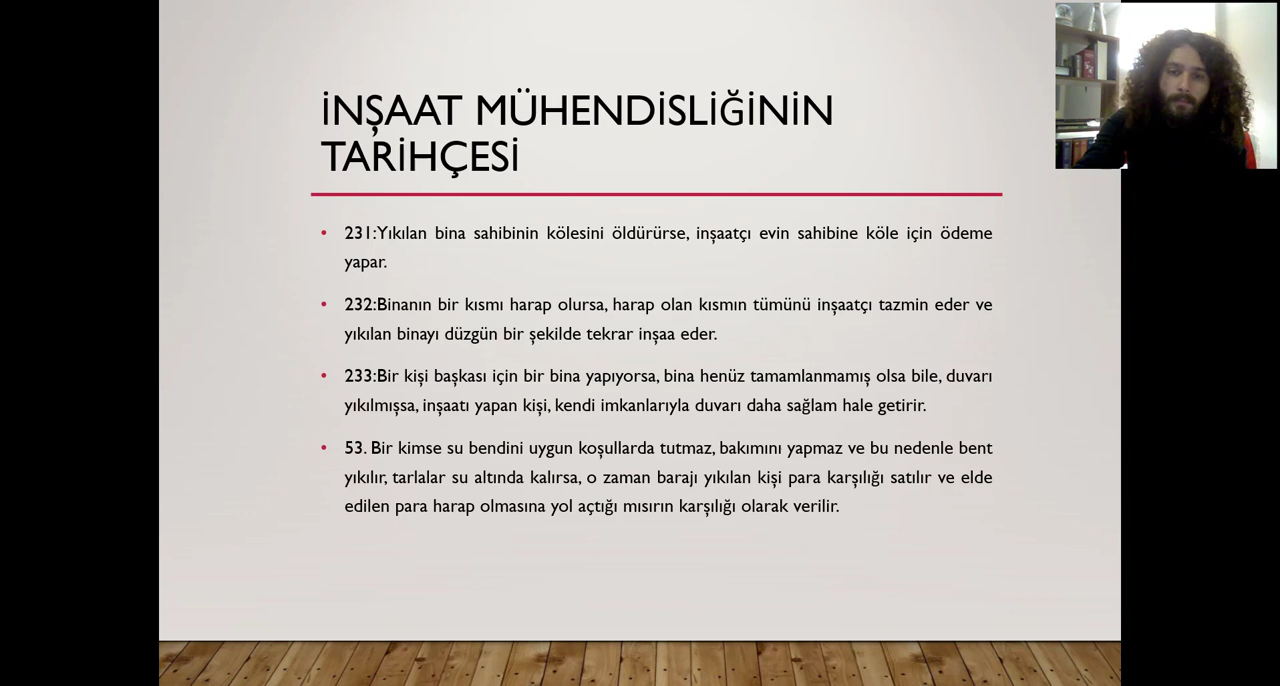 İNŞAAT MÜHENDİSLİĞİNİN
TARİHÇESİ
• 231:Yıkılan bina sahibinin kölesini öldürürse, inşaatçı evin sahibine köle için ödeme
yapar.
• 232:Binanın bir kısmı harap olursa, harap olan kısmın tümünü inşaatçı tazmin eder ve
yıkılan binayı düzgün bir şekilde tekrar inşaa eder.
• 233:Bir kişi başkası için bir bina yapıyorsa, bina henüz tamamlanmamış olsa bile, duvarı
yıkılmışsa, inşaatı yapan kişi, kendi imkanlarıyla duvarı daha sağlam hale getirir.
• 53. Bir kimse su bendini uygun koşullarda tutmaz, bakımını yapmaz ve bu nedenle bent
yıkılır, tarlalar su altında kalırsa, o zaman barajı yıkılan kişi para karşılığı satılır ve elde
edilen para harap olmasına yol açtığı mısırın karşılığı olarak verilir.